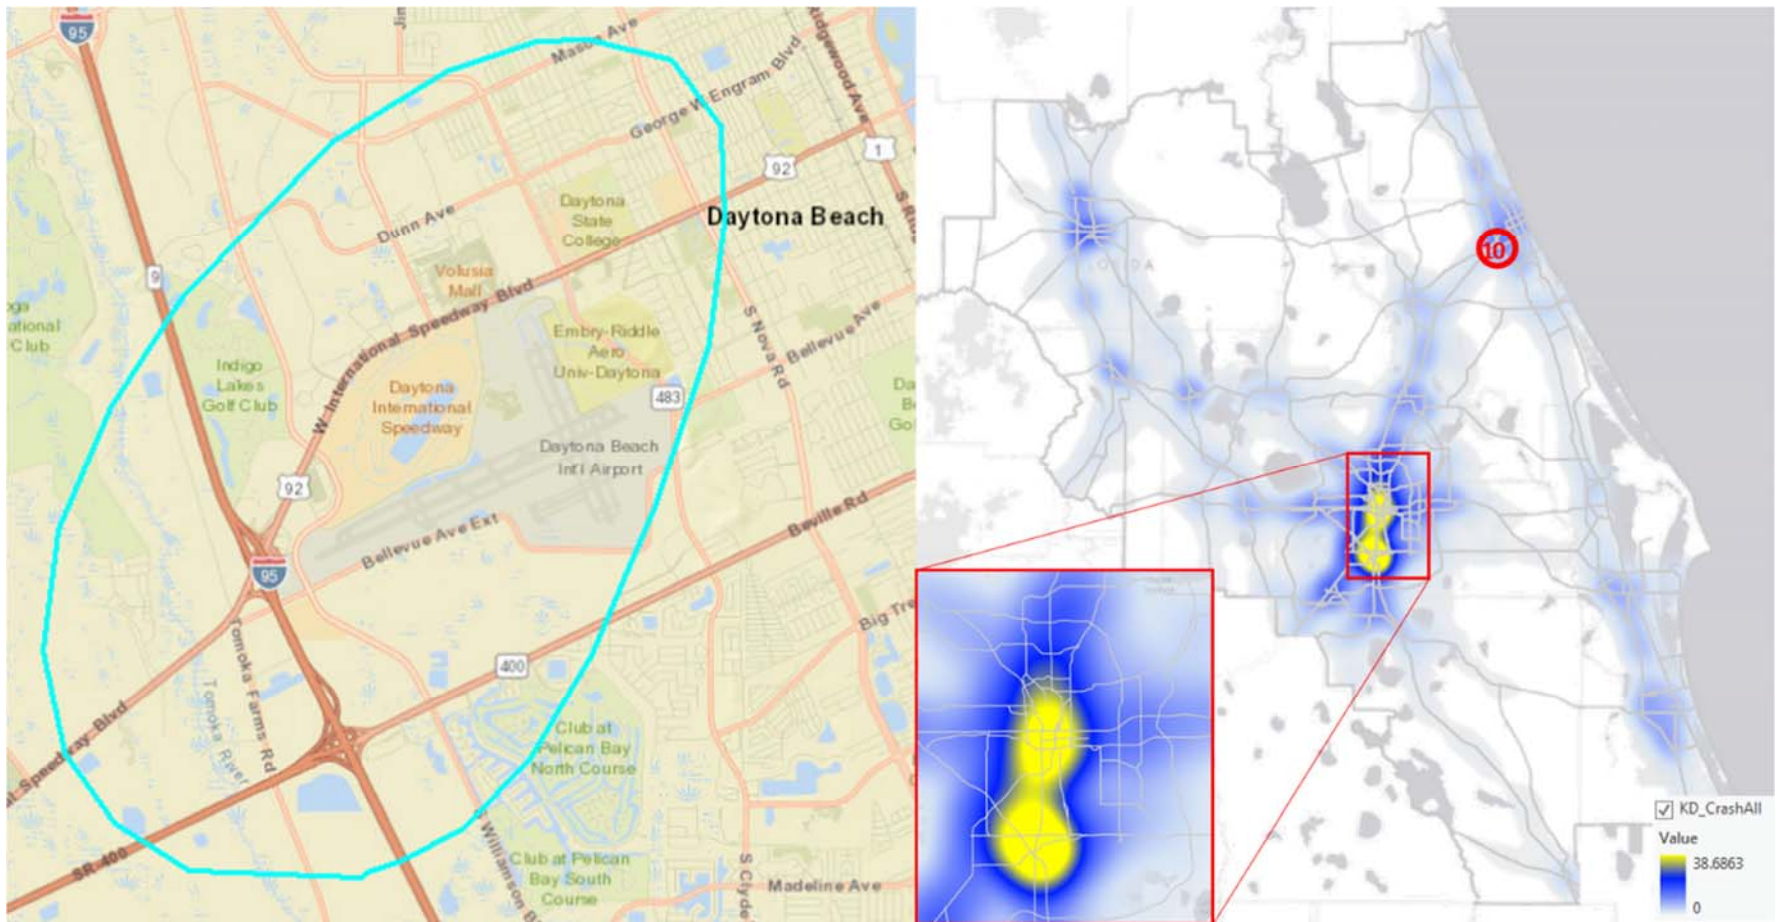 95
Mason Ave
George W Engram Blvd
Ridgewood Ave
1
92
Daytona
State
College
Daytona Beach
Dunn Ave
9
Volusia
Mall
W International Speedway Blvd
Embry-Riddle
Aero
Univ-Daytona
S Nova Rd
Bellevue Ave
Indigo
Lakes
Golf Club
ational
Club
Daytona
International
Speedway
483
Daytona Beach
Int'l Airport
92
Bellevue Ave Ext
Beville Rd
95
Big Tre
Tomoka Farms Rd
Tomoka River
400
al Speedway Blvd
Club at
Pelican Bay
North Course
SR 400
S Williamson B
Club at Pelican
Bay South
Course
S Clyde
Madeline Ave
10
KD_CrashAll
Value
38.6863
0